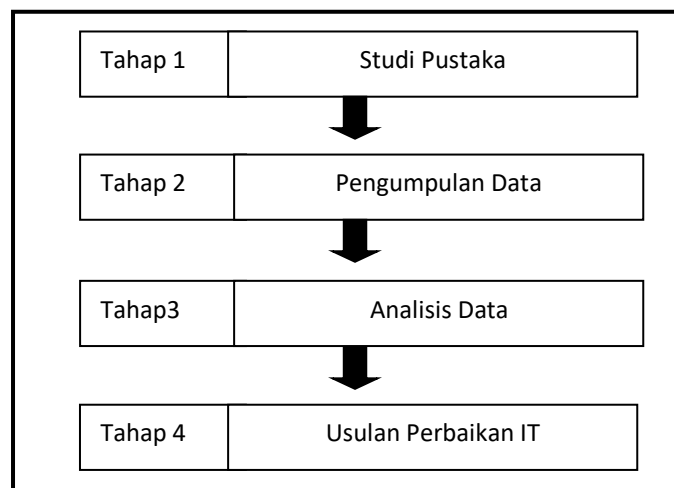 Tahap 1 Studi Pustaka
Tahap 2 Pengumpulan Data
Tahap3 Analisis Data
Tahap 4 Usulan Perbaikan IT